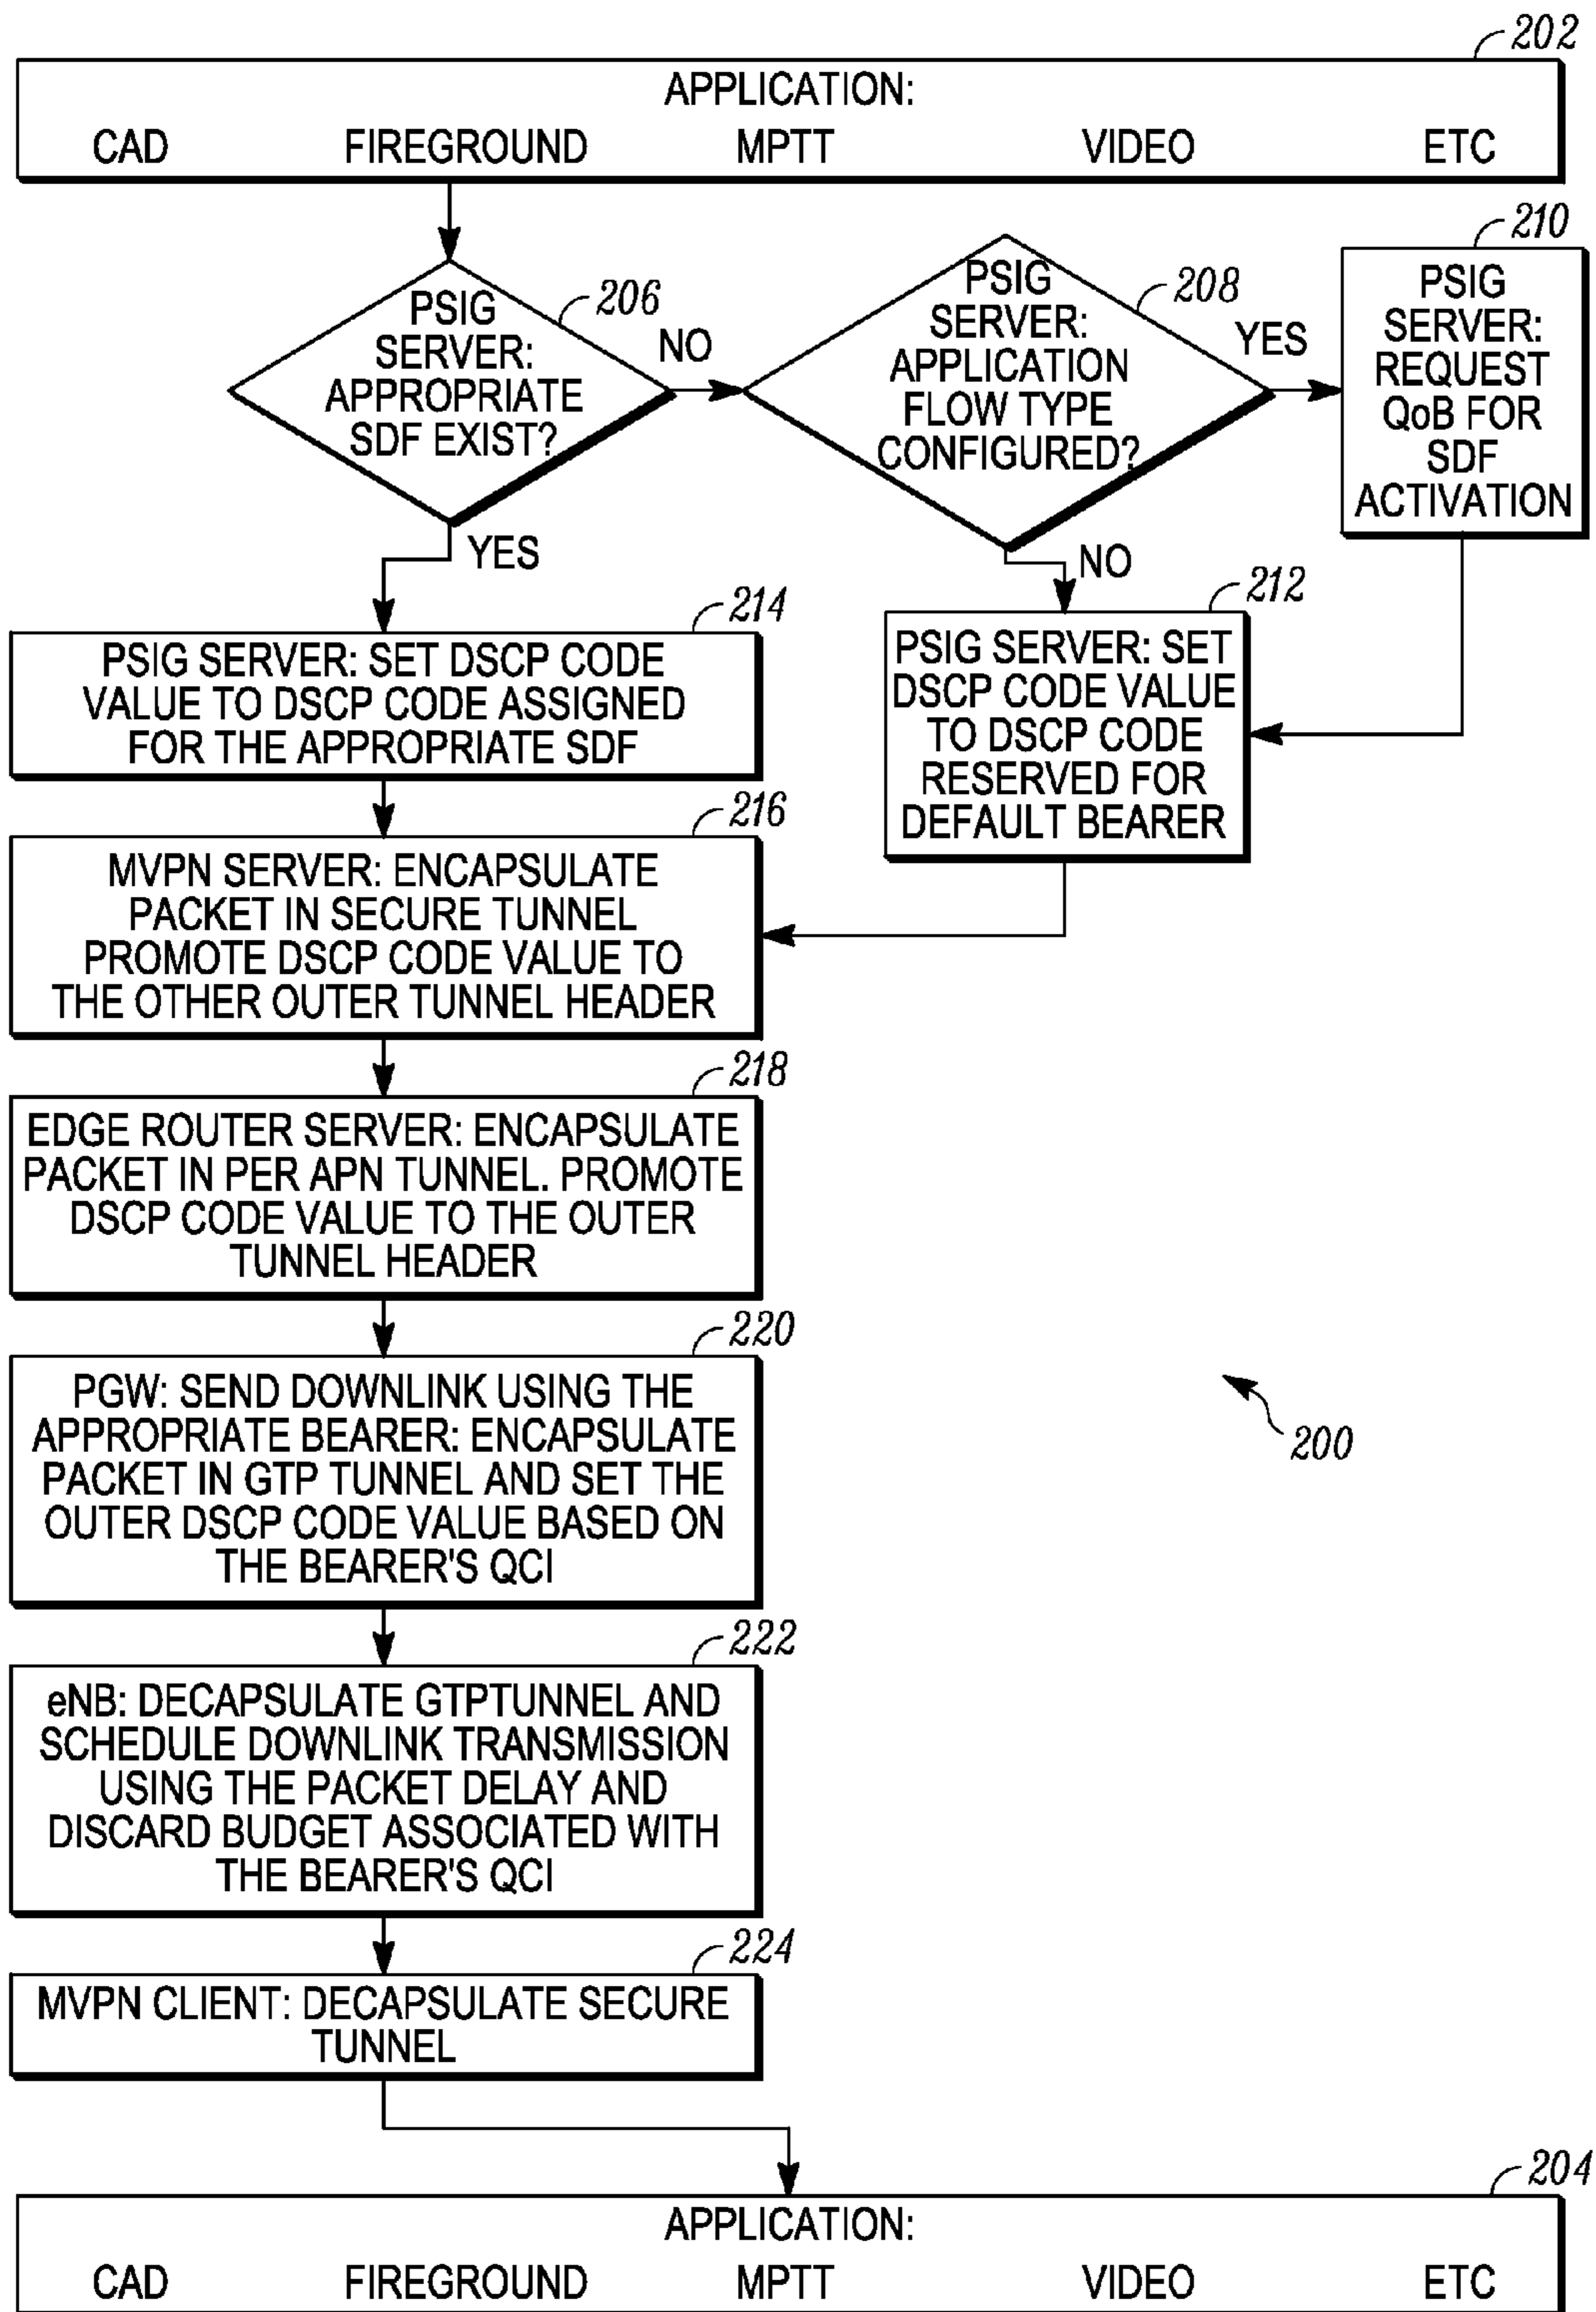 202
APPLICATION:
CAD FIREGROUND MPTT VIDEO ETC
206
PSIG
SERVER:
APPROPRIATE
SDF EXIST?
NO
YES
208
PSIG
SERVER:
APPLICATION
FLOW TYPE
CONFIGURED?
YES
NO
210
PSIG
SERVER:
REQUEST
QoB FOR
SDF
ACTIVATION
212
PSIG SERVER: SET
DSCP CODE VALUE
TO DSCP CODE
RESERVED FOR
DEFAULT BEARER
214
PSIG SERVER: SET DSCP CODE
VALUE TO DSCP CODE ASSIGNED
FOR THE APPROPRIATE SDF
216
MVPN SERVER: ENCAPSULATE
PACKET IN SECURE TUNNEL
PROMOTE DSCP CODE VALUE TO
THE OTHER OUTER TUNNEL HEADER
218
EDGE ROUTER SERVER: ENCAPSULATE
PACKET IN PER APN TUNNEL. PROMOTE
DSCP CODE VALUE TO THE OUTER
TUNNEL HEADER
220
PGW: SEND DOWNLINK USING THE
APPROPRIATE BEARER: ENCAPSULATE
PACKET IN GTP TUNNEL AND SET THE
OUTER DSCP CODE VALUE BASED ON
THE BEARER'S QCI
200
222
eNB: DECAPSULATE GTPTUNNEL AND
SCHEDULE DOWNLINK TRANSMISSION
USING THE PACKET DELAY AND
DISCARD BUDGET ASSOCIATED WITH
THE BEARER'S QCI
224
MVPN CLIENT: DECAPSULATE SECURE
TUNNEL
204
APPLICATION:
CAD FIREGROUND MPTT VIDEO ETC